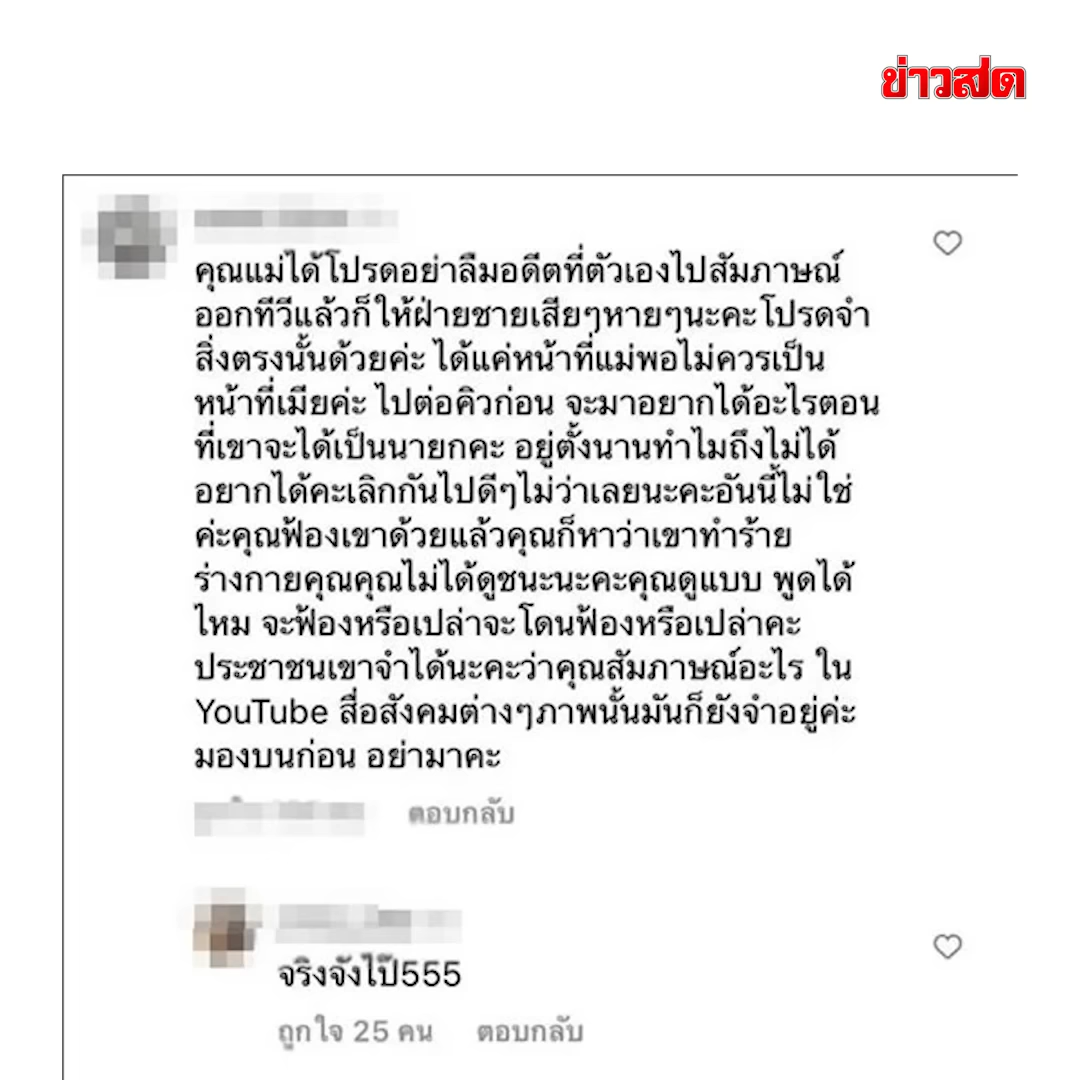 ข่าวสด
คุณแม่ได้โปรดอย่าลืมอดีตที่ตัวเองไปสัมภาษณ์
ออกทีวีแล้วก็ให้ฝ่ายชายเสียๆหายๆนะคะโปรดจำ
สิ่งตรงนั้นด้วยค่ะ ได้แค่หน้าที่แม่พอไม่ควรเป็น
หน้าที่เมียค่ะ ไปต่อคิวก่อน จะมาอยากได้อะไรตอน
ที่เขาจะได้เป็นนายกคะ อยู่ตั้งนานทำไมถึงไม่ได้
อยากได้คะเลิกกันไปดีๆไม่ว่าเลยนะคะอันนี้ไม่ใช่
ค่ะคุณฟ้องเขาด้วยแล้วคุณก็หาว่าเขาทำร้าย
ร่างกายคุณคุณไม่ได้ดูชนะนะคะคุณดูแบบ พูดได้
ไหม จะฟ้องหรือเปล่าจะโดนฟ้องหรือเปล่าคะ
ประชาชนเขาจำได้นะคะว่าคุณสัมภาษณ์อะไร ใน
YouTube สื่อสังคมต่างๆภาพนั้นมันก็ยังจำอยู่ค่ะ
มองบนก่อน อย่ามาคะ
ตอบกลับ
จริงจังไป๊555
ถูกใจ 25 คน ตอบกลับ